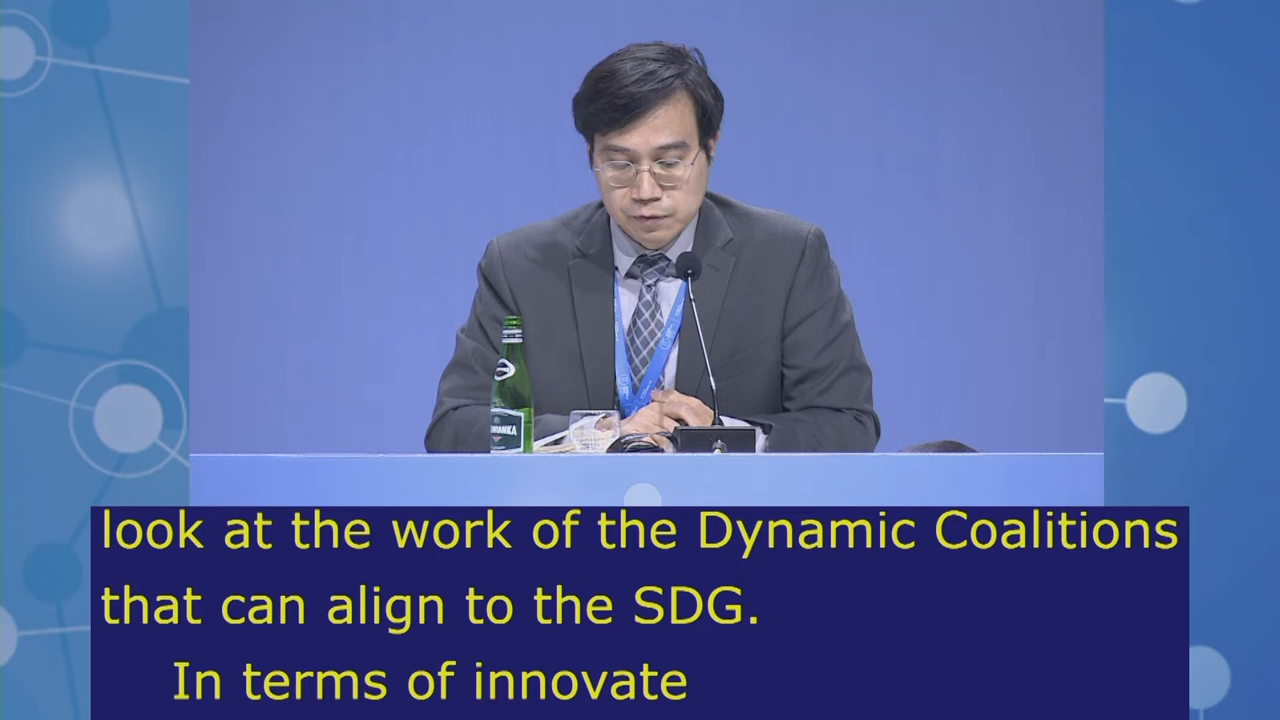 look at the work of the Dynamic Coalitions
that can align to the SDG.
In terms of innovate